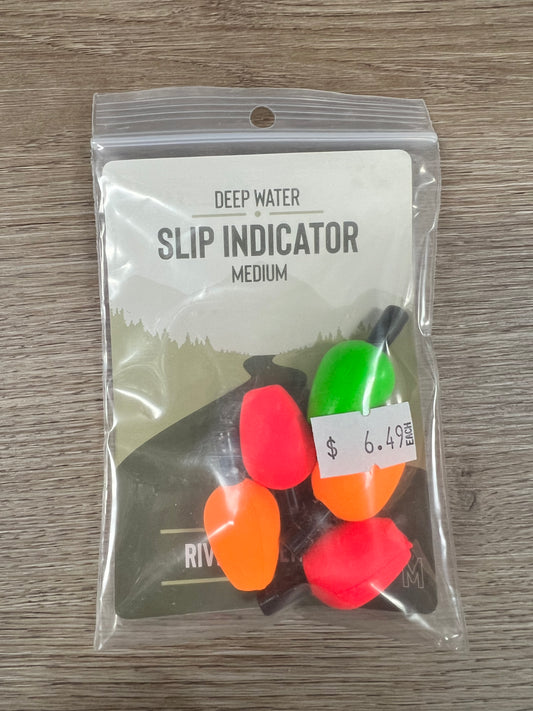 DEEP WATER
SLIP INDICATOR
MEDIUM
$ 6.49 EACH
M